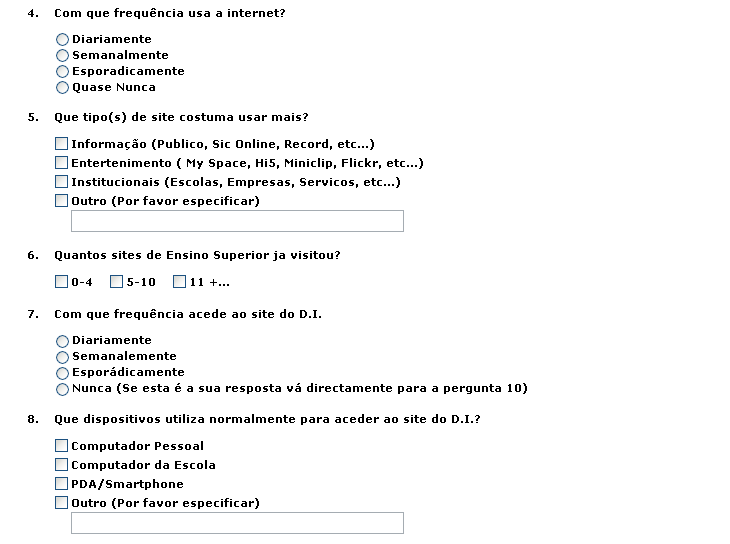 4. Com que frequência usa a internet?
Diariamente
Semanalmente
Esporadicamente
Quase Nunca
5. Que tipo(s) de site costuma usar mais?
Informação (Publico, Sic Online, Record, etc...)
Entertenimento ( My Space, Hi5, Miniclip, Flickr, etc...)
Institucionais (Escolas, Empresas, Servicos, etc...)
Outro (Por favor especificar)
6. Quantos sites de Ensino Superior ja visitou?
0-4 5-10 11 +...
7. Com que frequência acede ao site do D.I.
Diariamente
Semanalemente
Esporádicamente
Nunca (Se esta é a sua resposta vá directamente para a pergunta 10)
8. Que dispositivos utiliza normalmente para aceder ao site do D.I.?
Computador Pessoal
Computador da Escola
PDA/Smartphone
Outro (Por favor especificar)